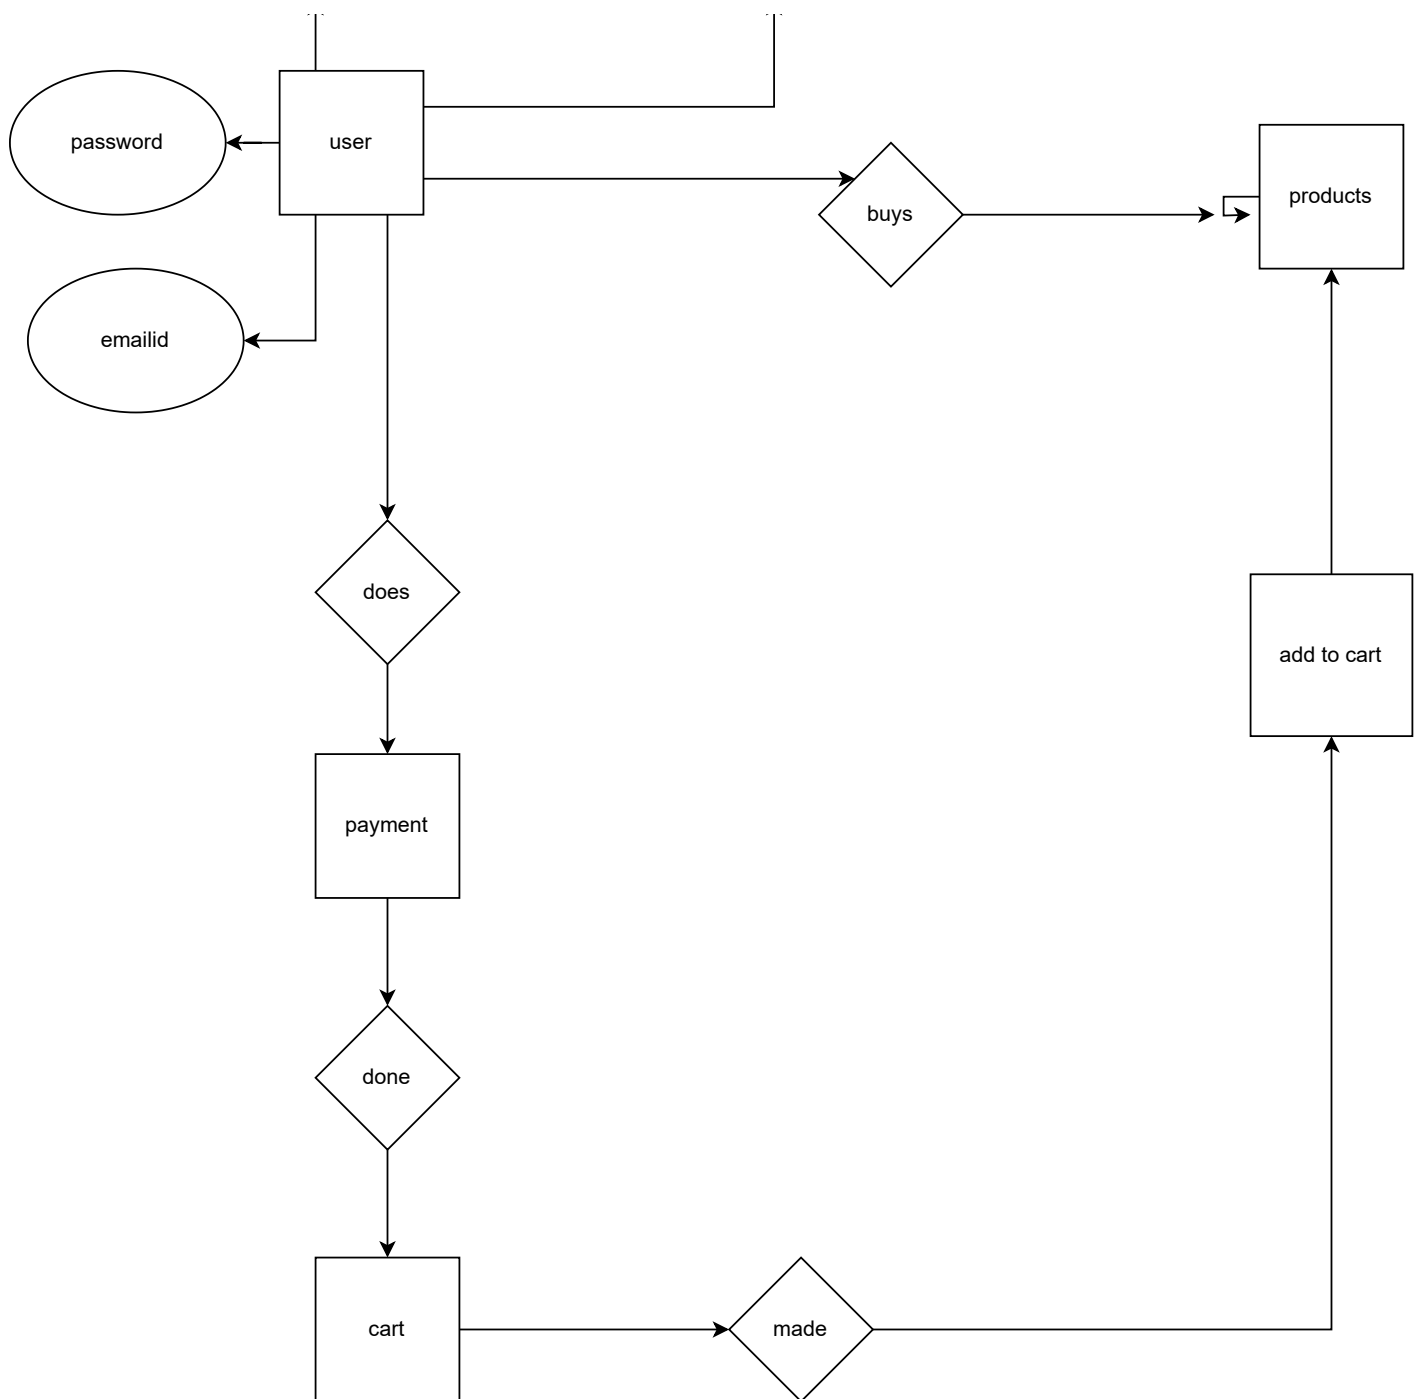 password
user
products
buys
emailid
does
add to cart
payment
done
cart
made